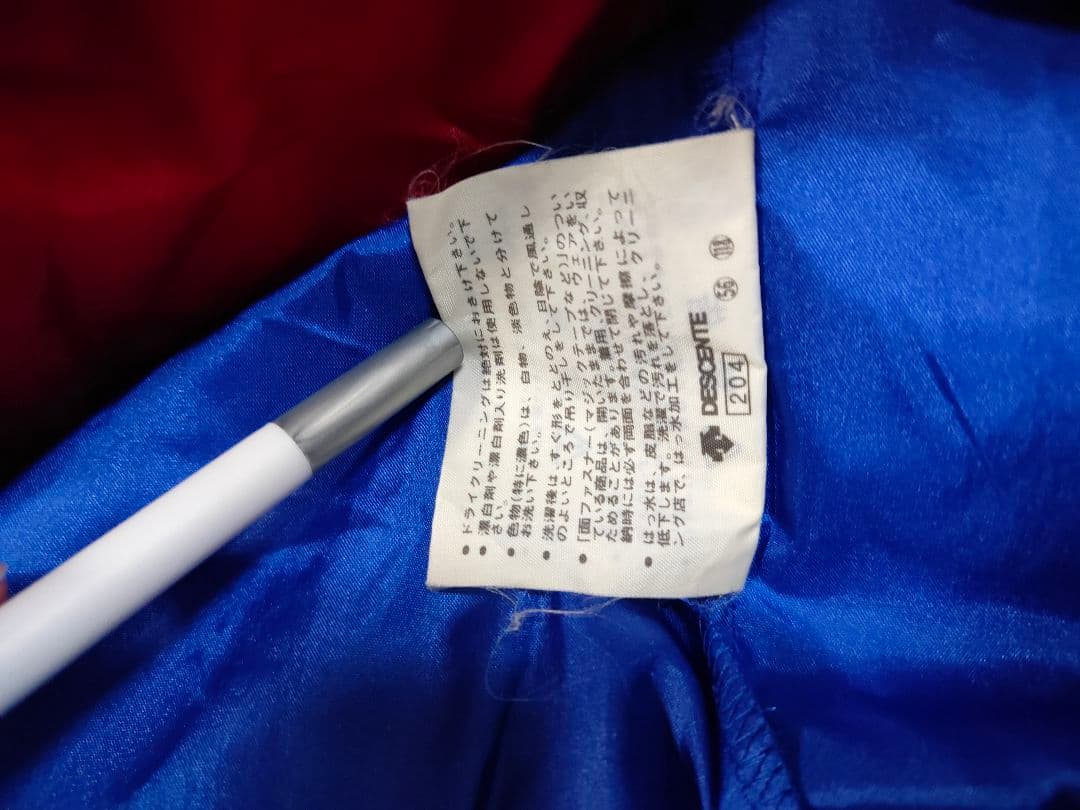 ●ドライクリーニングは絶対におさけ下さい。
●漂白剤や漂白剤入り洗剤は使用しないで下
さい。
●色物(特に濃色)は、白物、淡色物と分けて
お洗い下さい。
●洗濯後は、すぐ形をととのえ、日陰で風通し
のよいところで吊り干しをして下さい。
●「面ファスナー(マジックテープなど)」のつい
ている商品は、開いたままでは、ウェアをい
ためることがあります。着用、クリーニング、収
納時には必ず両面を合わせて閉じて下さい。
●はっ水は、皮脂などの汚れや摩擦によって
低下します。洗濯で汚れを落とし、クリーニ
ング店で、はっ水加工をして下さい。
DESCENTE 56 118
204